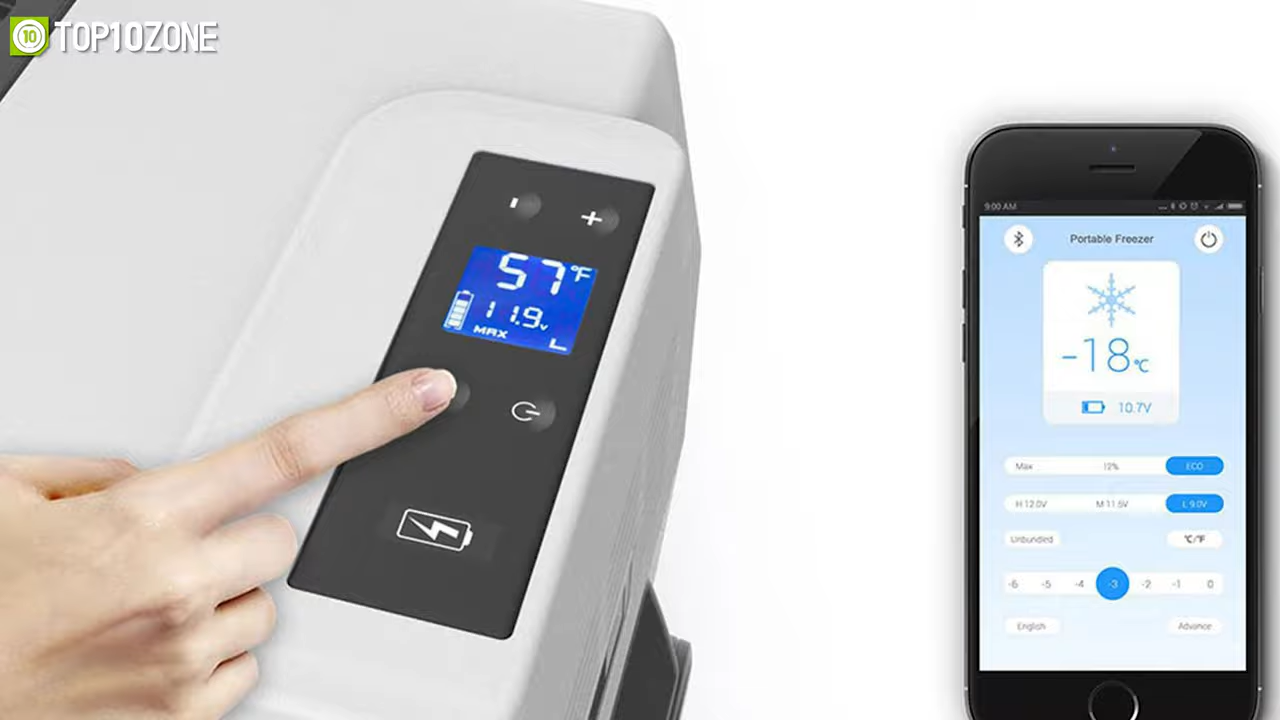 10 TOP10ZONE
57°F
11.9v
MAX L
9:00 AM
Portable Freezer
-18℃
10.7V
Max 12% ECO
H 12.0V M 11.5V L 9.0V
Unbundled ℃/℉
-6 -5 -4 -3 -2 -1 0
English Advance